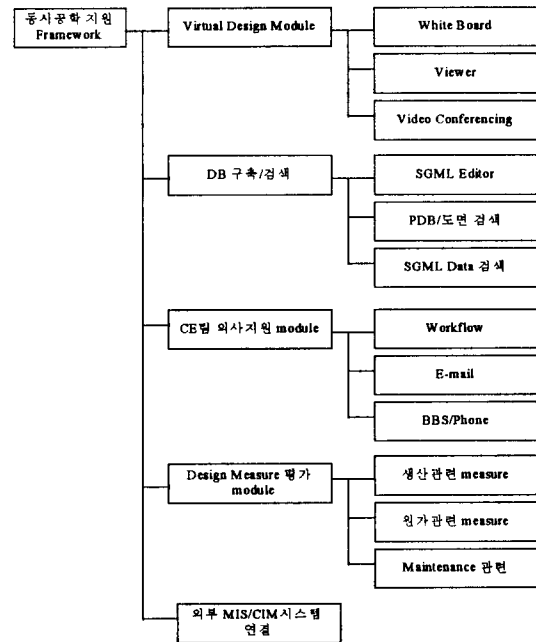 동시공학 지원
Framework
Virtual Design Module
White Board
Viewer
Video Conferencing
DB 구축/검색
SGML Editor
PDB/도면 검색
SGML Data 검색
CE팀 의사지원 module
Workflow
E-mail
BBS/Phone
Design Measure 평가
module
생산관련 measure
원가관련 measure
Maintenance 관련
외부 MIS/CIM시스템
연결